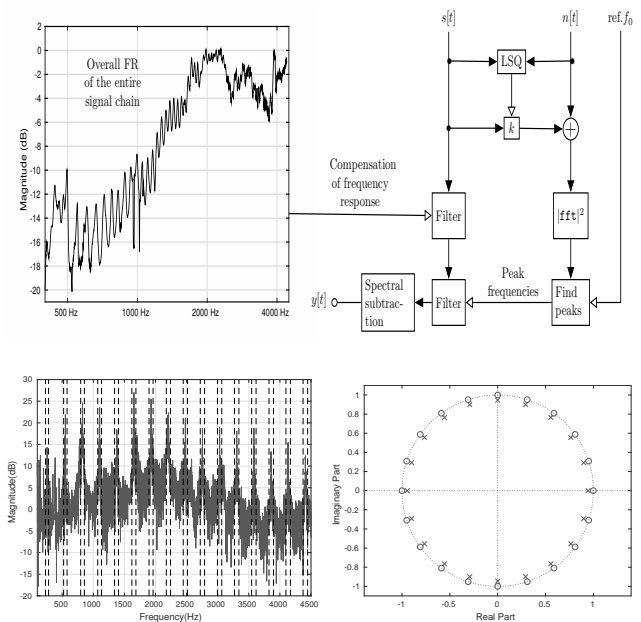 2
0
-2
-4
-6
-8
-10
-12
-14
-16
-18
-20
Magnitude (dB)
500 Hz 1000 Hz 2000 Hz 4000 Hz
Overall FR
of the entire
signal chain
s[t] n[t] ref.f₀
LSQ
k +
Compensation
of frequency
response
Filter |fft|²
Peak
frequencies
y[t] Spectral
subtrac-
tion
Filter
Find
peaks
30
25
20
15
10
5
0
-5
-10
-15
-20
Magnitude(dB)
500 1000 1500 2000 2500 3000 3500 4000 4500
Frequency(Hz)
1
0.8
0.6
0.4
0.2
0
-0.2
-0.4
-0.6
-0.8
-1
Imaginary Part
-1 -0.5 0 0.5 1
Real Part